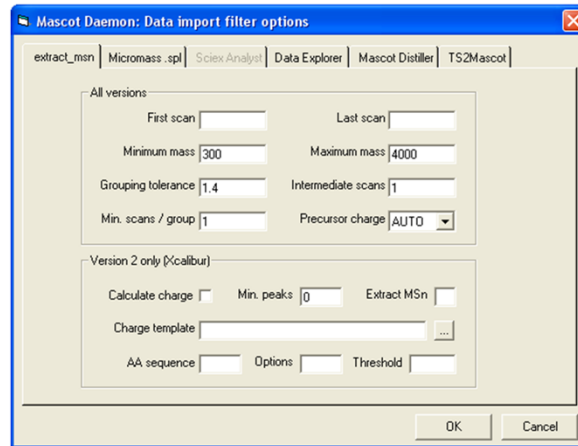 Mascot Daemon: Data import filter options
extract_msn Micromass .spl Sciex Analyst Data Explorer Mascot Distiller TS2Mascot
All versions
First scan Last scan
Minimum mass 300 Maximum mass 4000
Grouping tolerance 1.4 Intermediate scans 1
Min. scans / group 1 Precursor charge AUTO
Version 2 only (Xcalibur)
Calculate charge Min. peaks 0 Extract MSn
Charge template ...
AA sequence Options Threshold
OK Cancel